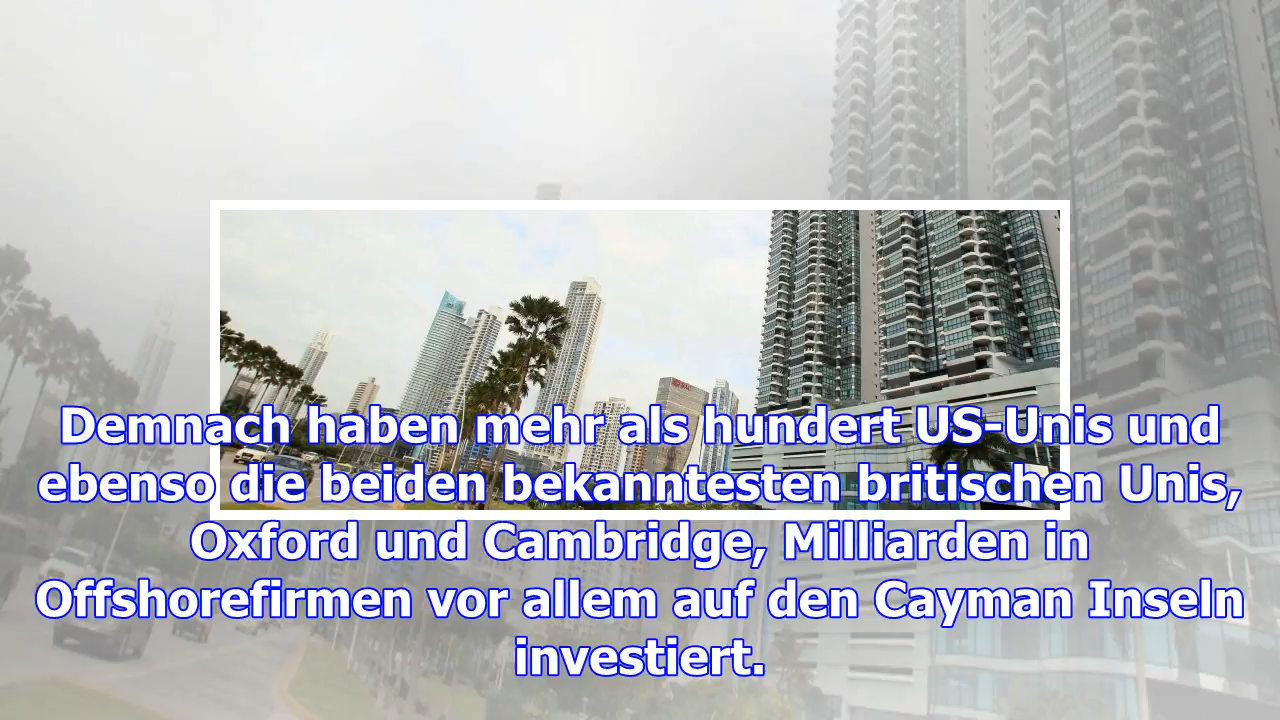 Demnach haben mehr als hundert US-Unis und
ebenso die beiden bekanntesten britischen Unis,
Oxford und Cambridge, Milliarden in
Offshorefirmen vor allem auf den Cayman Inseln
investiert.